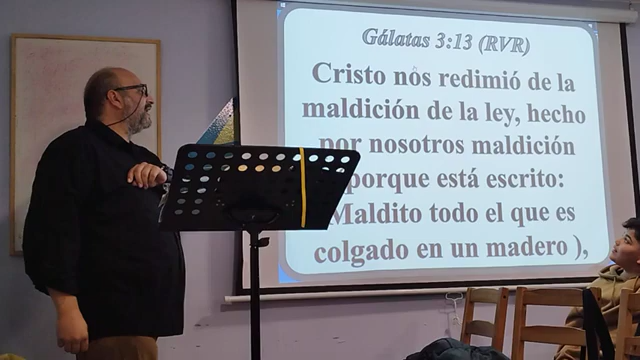 Gálatas 3:13 (RVR)
Cristo nos redimió de la
maldición de la ley, hecho
por nosotros maldición
(porque está escrito:
Maldito todo el que es
colgado en un madero ),